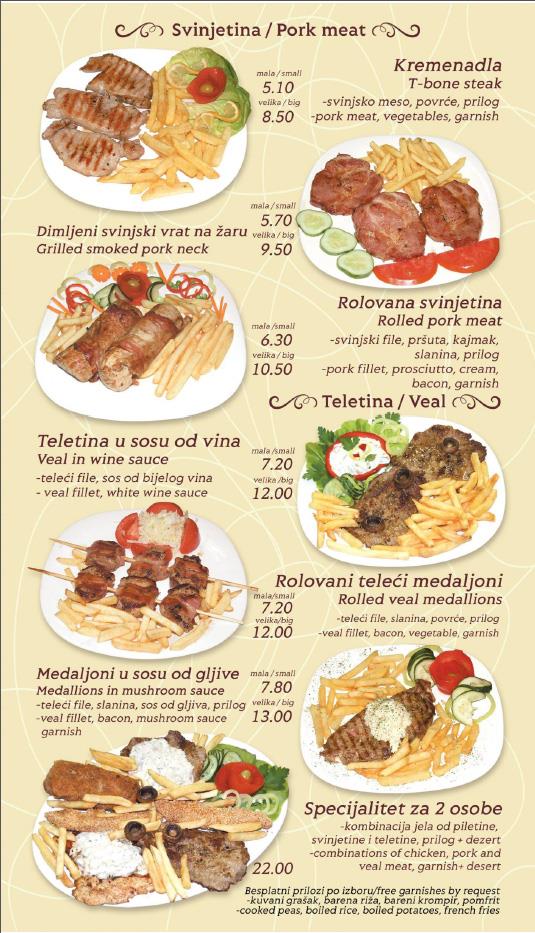 Svinjetina / Pork meat
mala / small
5.10
velika / big
8.50
Kremenadla
T-bone steak
-svinjsko meso, povrće, prilog
-pork meat, vegetables, garnish
Dimljeni svinjski vrat na žaru
Grilled smoked pork neck
mala / small
5.70
velika / big
9.50
mala /small
6.30
velika / big
10.50
Rolovana svinjetina
Rolled pork meat
-svinjski file, pršuta, kajmak,
slanina, prilog
-pork fillet, prosciutto, cream,
bacon, garnish
Teletina / Veal
Teletina u sosu od vina
Veal in wine sauce
-teleći file, sos od bijelog vina
- veal fillet, white wine sauce
mala / small
7.20
velika /big
12.00
mala/small
7.20
velika/big
12.00
Rolovani teleći medaljoni
Rolled veal medallions
-teleći file, slanina, povrće, prilog
-veal fillet, bacon, vegetable, garnish
Medaljoni u sosu od gljive
Medallions in mushroom sauce
-teleći file, slanina, sos od gljiva, prilog
-veal fillet, bacon, mushroom sauce
garnish
mala / small
7.80
velika / big
13.00
22.00
Specijalitet za 2 osobe
-kombinacija jela od piletine,
svinjetine i teletine, prilog + dezert
-combinations of chicken, pork and
veal meat, garnish+ desert
Besplatni prilozi po izboru/free garnishes by request
-kuvani grašak, barena riža, bareni krompir, pomfrit
-cooked peas, boiled rice, boiled potatoes, french fries